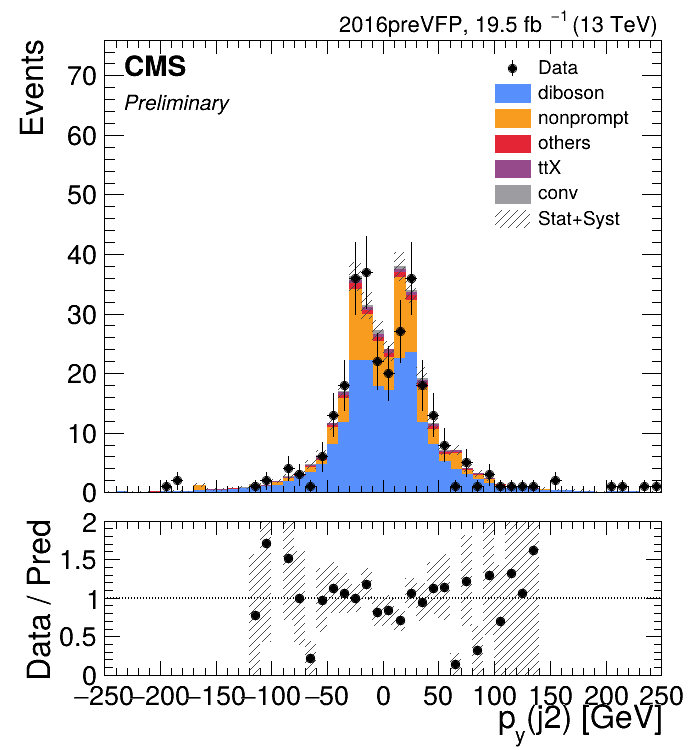 2016preVFP, 19.5 fb⁻¹ (13 TeV)
CMS
Preliminary
Events
70
60
50
40
30
20
10
0
Data
diboson
nonprompt
others
ttX
conv
Stat+Syst
Data / Pred
2
1.5
1
0.5
0
−250 −200 −150 −100 −50 0 50 100 150 200 250
p_y(j2) [GeV]